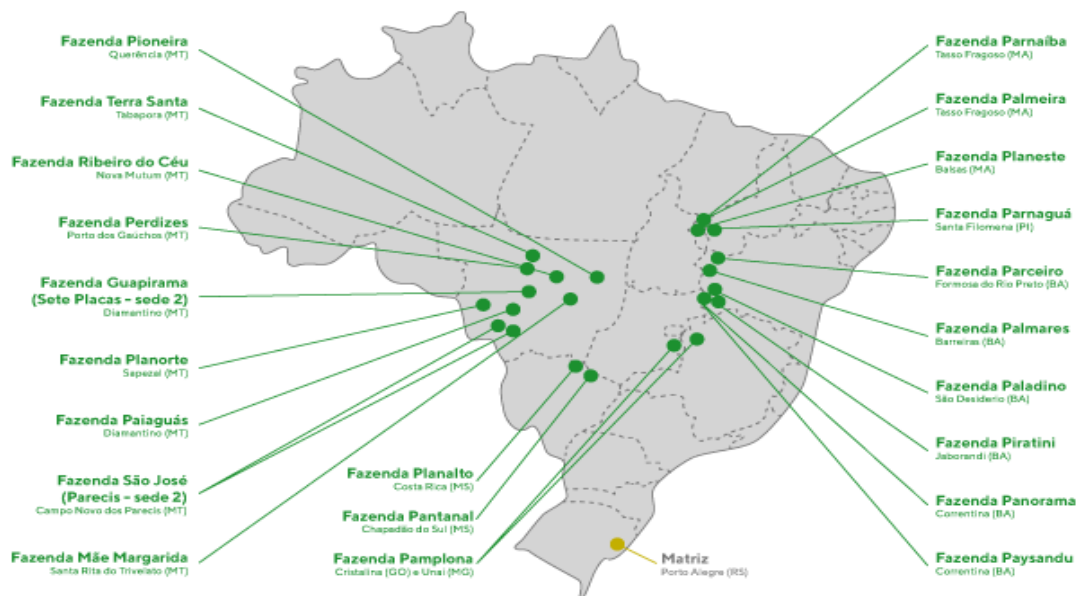 Fazenda Pioneira
Querência (MT)
Fazenda Terra Santa
Tabapora (MT)
Fazenda Ribeiro do Céu
Nova Mutum (MT)
Fazenda Perdizes
Porto dos Gaúchos (MT)
Fazenda Guapirama
(Sete Placas - sede 2)
Diamantino (MT)
Fazenda Planorte
Sapezal (MT)
Fazenda Paiaguás
Diamantino (MT)
Fazenda São José
(Parecis - sede 2)
Campo Novo dos Parecis (MT)
Fazenda Mãe Margarida
Santa Rita do Trivelato (MT)
Fazenda Planalto
Costa Rica (MS)
Fazenda Pantanal
Chapadão do Sul (MS)
Fazenda Pamplona
Cristalina (GO) e Unaí (MG)
Matriz
Porto Alegre (RS)
Fazenda Parnaíba
Tasso Fragoso (MA)
Fazenda Palmeira
Tasso Fragoso (MA)
Fazenda Planeste
Balsas (MA)
Fazenda Parnaguá
Santa Filomena (PI)
Fazenda Parceiro
Formosa do Rio Preto (BA)
Fazenda Palmares
Barreiras (BA)
Fazenda Paladino
São Desidério (BA)
Fazenda Piratini
Jaborandi (BA)
Fazenda Panorama
Correntina (BA)
Fazenda Paysandu
Correntina (BA)